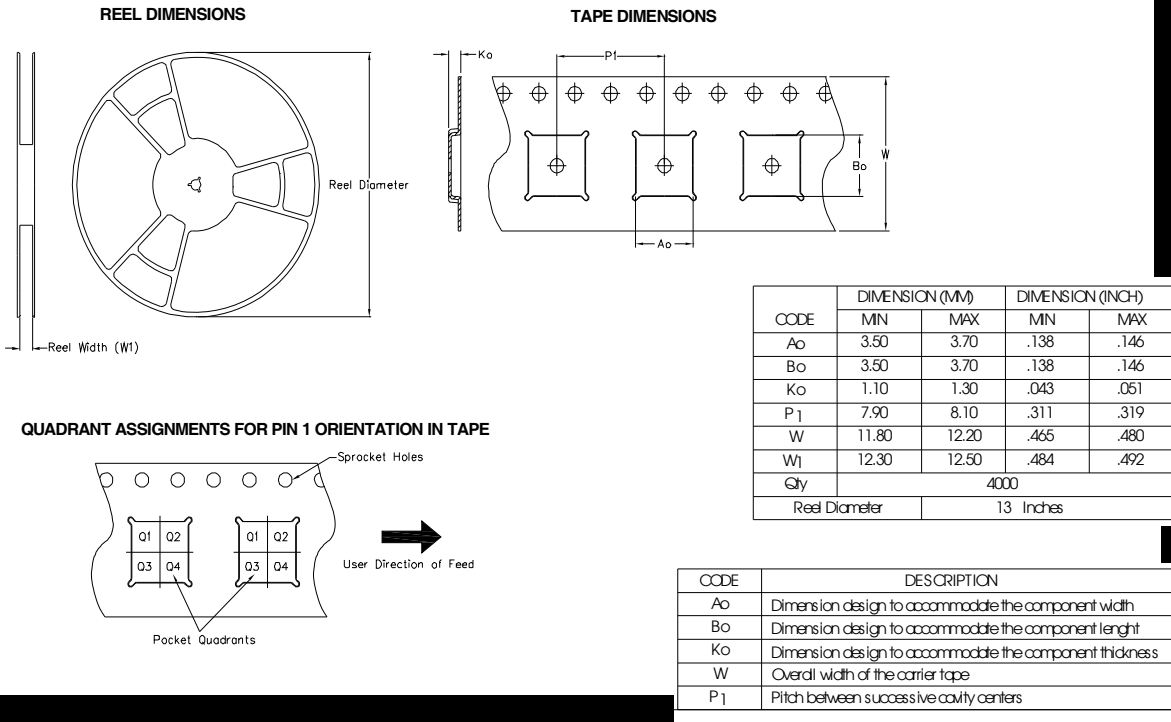 REEL DIMENSIONS
TAPE DIMENSIONS
Ko
P1
Reel Diameter
Bo
W
Ao
Reel Width (W1)
DIMENSION (MM) DIMENSION (INCH)
CODE MIN MAX MIN MAX
Ao 3.50 3.70 .138 .146
Bo 3.50 3.70 .138 .146
Ko 1.10 1.30 .043 .051
P1 7.90 8.10 .311 .319
W 11.80 12.20 .465 .480
W1 12.30 12.50 .484 .492
Qty 4000
Reel Diameter 13 Inches
QUADRANT ASSIGNMENTS FOR PIN 1 ORIENTATION IN TAPE
Sprocket Holes
Q1 Q2 Q1 Q2
Q3 Q4 Q3 Q4
User Direction of Feed
Pocket Quadrants
CODE DESCRIPTION
Ao Dimension design to accommodate the component width
Bo Dimension design to accommodate the component lenght
Ko Dimension design to accommodate the component thickness
W Overall width of the carrier tape
P1 Pitch between successive cavity centers